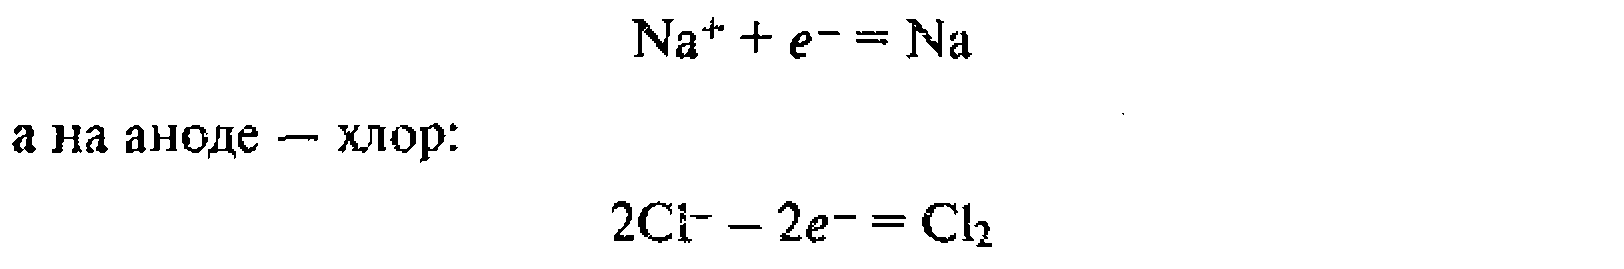 Na⁺ + e⁻ = Na
а на аноде — хлор:
2Cl⁻ — 2e⁻ = Cl₂